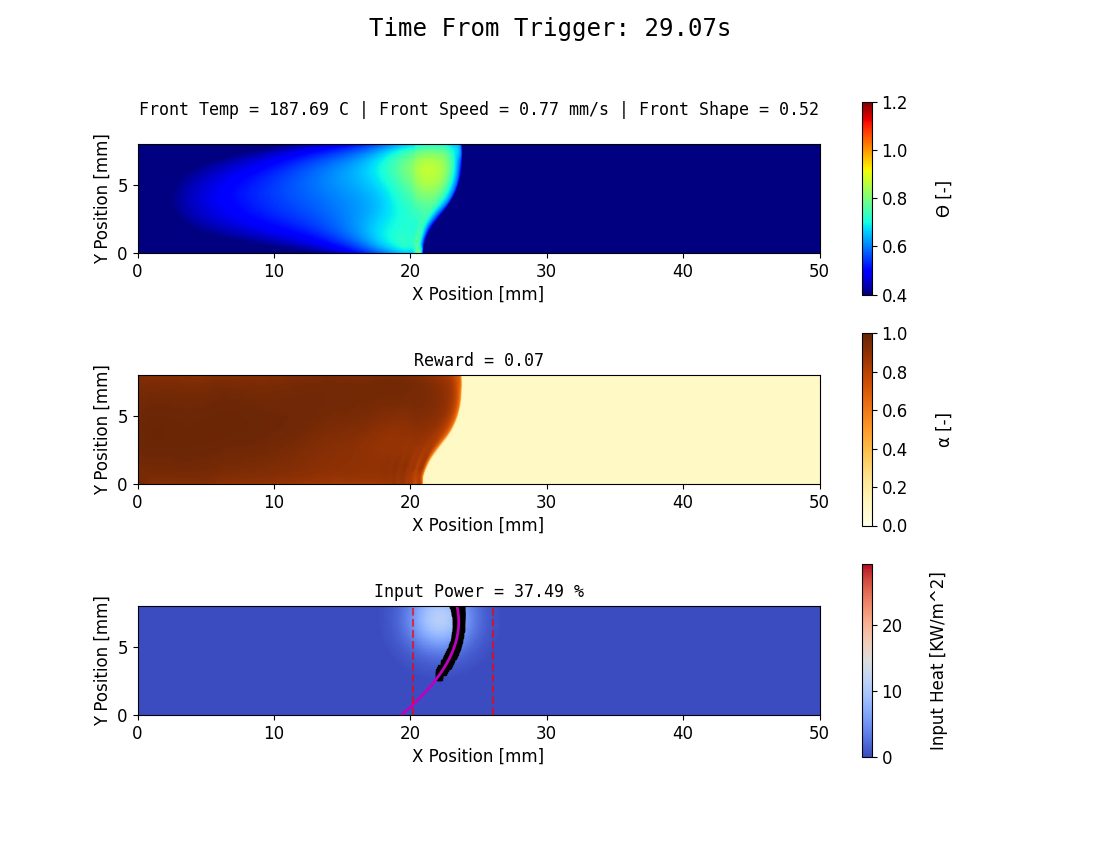 Time From Trigger: 29.07s
Front Temp = 187.69 C | Front Speed = 0.77 mm/s | Front Shape = 0.52
Y Position [mm]
5
0
0 10 20 30 40 50
X Position [mm]
1.2
1.0
0.8
0.6
0.4
Θ [-]
Reward = 0.07
Y Position [mm]
5
0
0 10 20 30 40 50
X Position [mm]
1.0
0.8
0.6
0.4
0.2
0.0
α [-]
Input Power = 37.49 %
Y Position [mm]
5
0
0 10 20 30 40 50
X Position [mm]
20
10
0
Input Heat [KW/m^2]